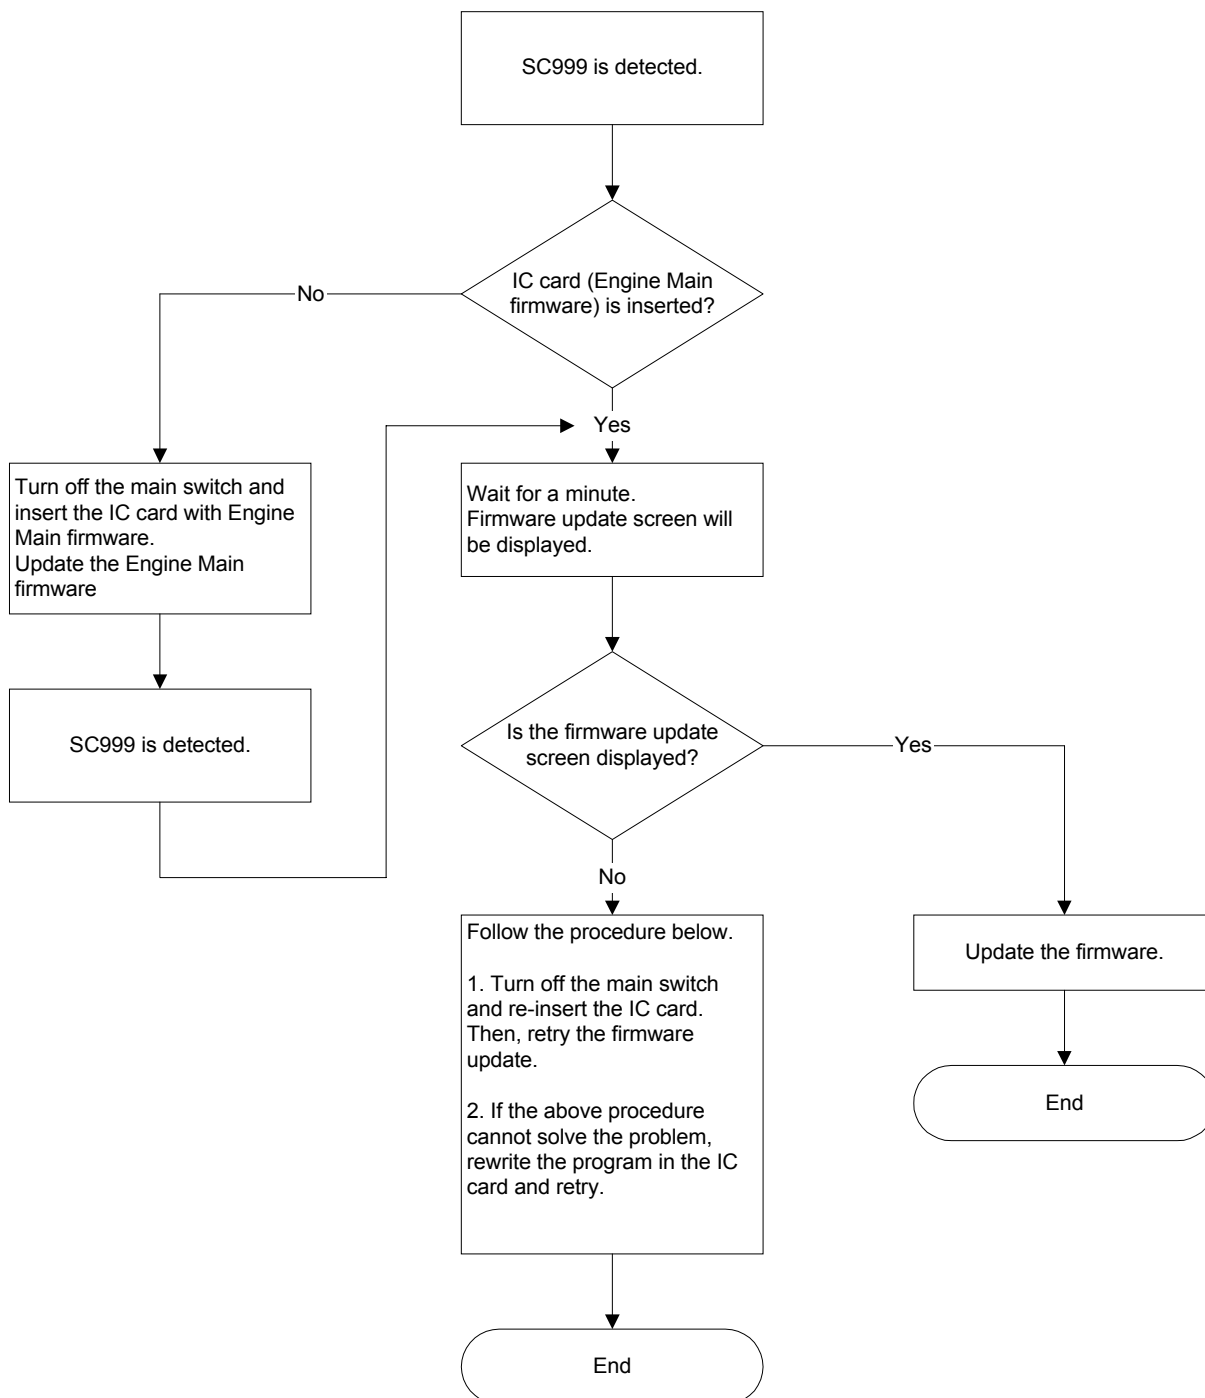 SC999 is detected.
IC card (Engine Main
firmware) is inserted?
No
Yes
Turn off the main switch and
insert the IC card with Engine
Main firmware.
Update the Engine Main
firmware
Wait for a minute.
Firmware update screen will
be displayed.
SC999 is detected.
Is the firmware update
screen displayed?
Yes
No
Follow the procedure below.
1. Turn off the main switch
and re-insert the IC card.
Then, retry the firmware
update.
2. If the above procedure
cannot solve the problem,
rewrite the program in the IC
card and retry.
Update the firmware.
End
End